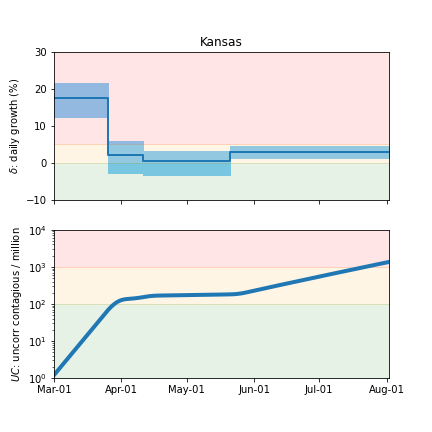 Kansas
δ: daily growth (%)
30
20
10
0
−10
UC: uncorr contagious / million
10⁴
10³
10²
10¹
10⁰
Mar-01 Apr-01 May-01 Jun-01 Jul-01 Aug-01